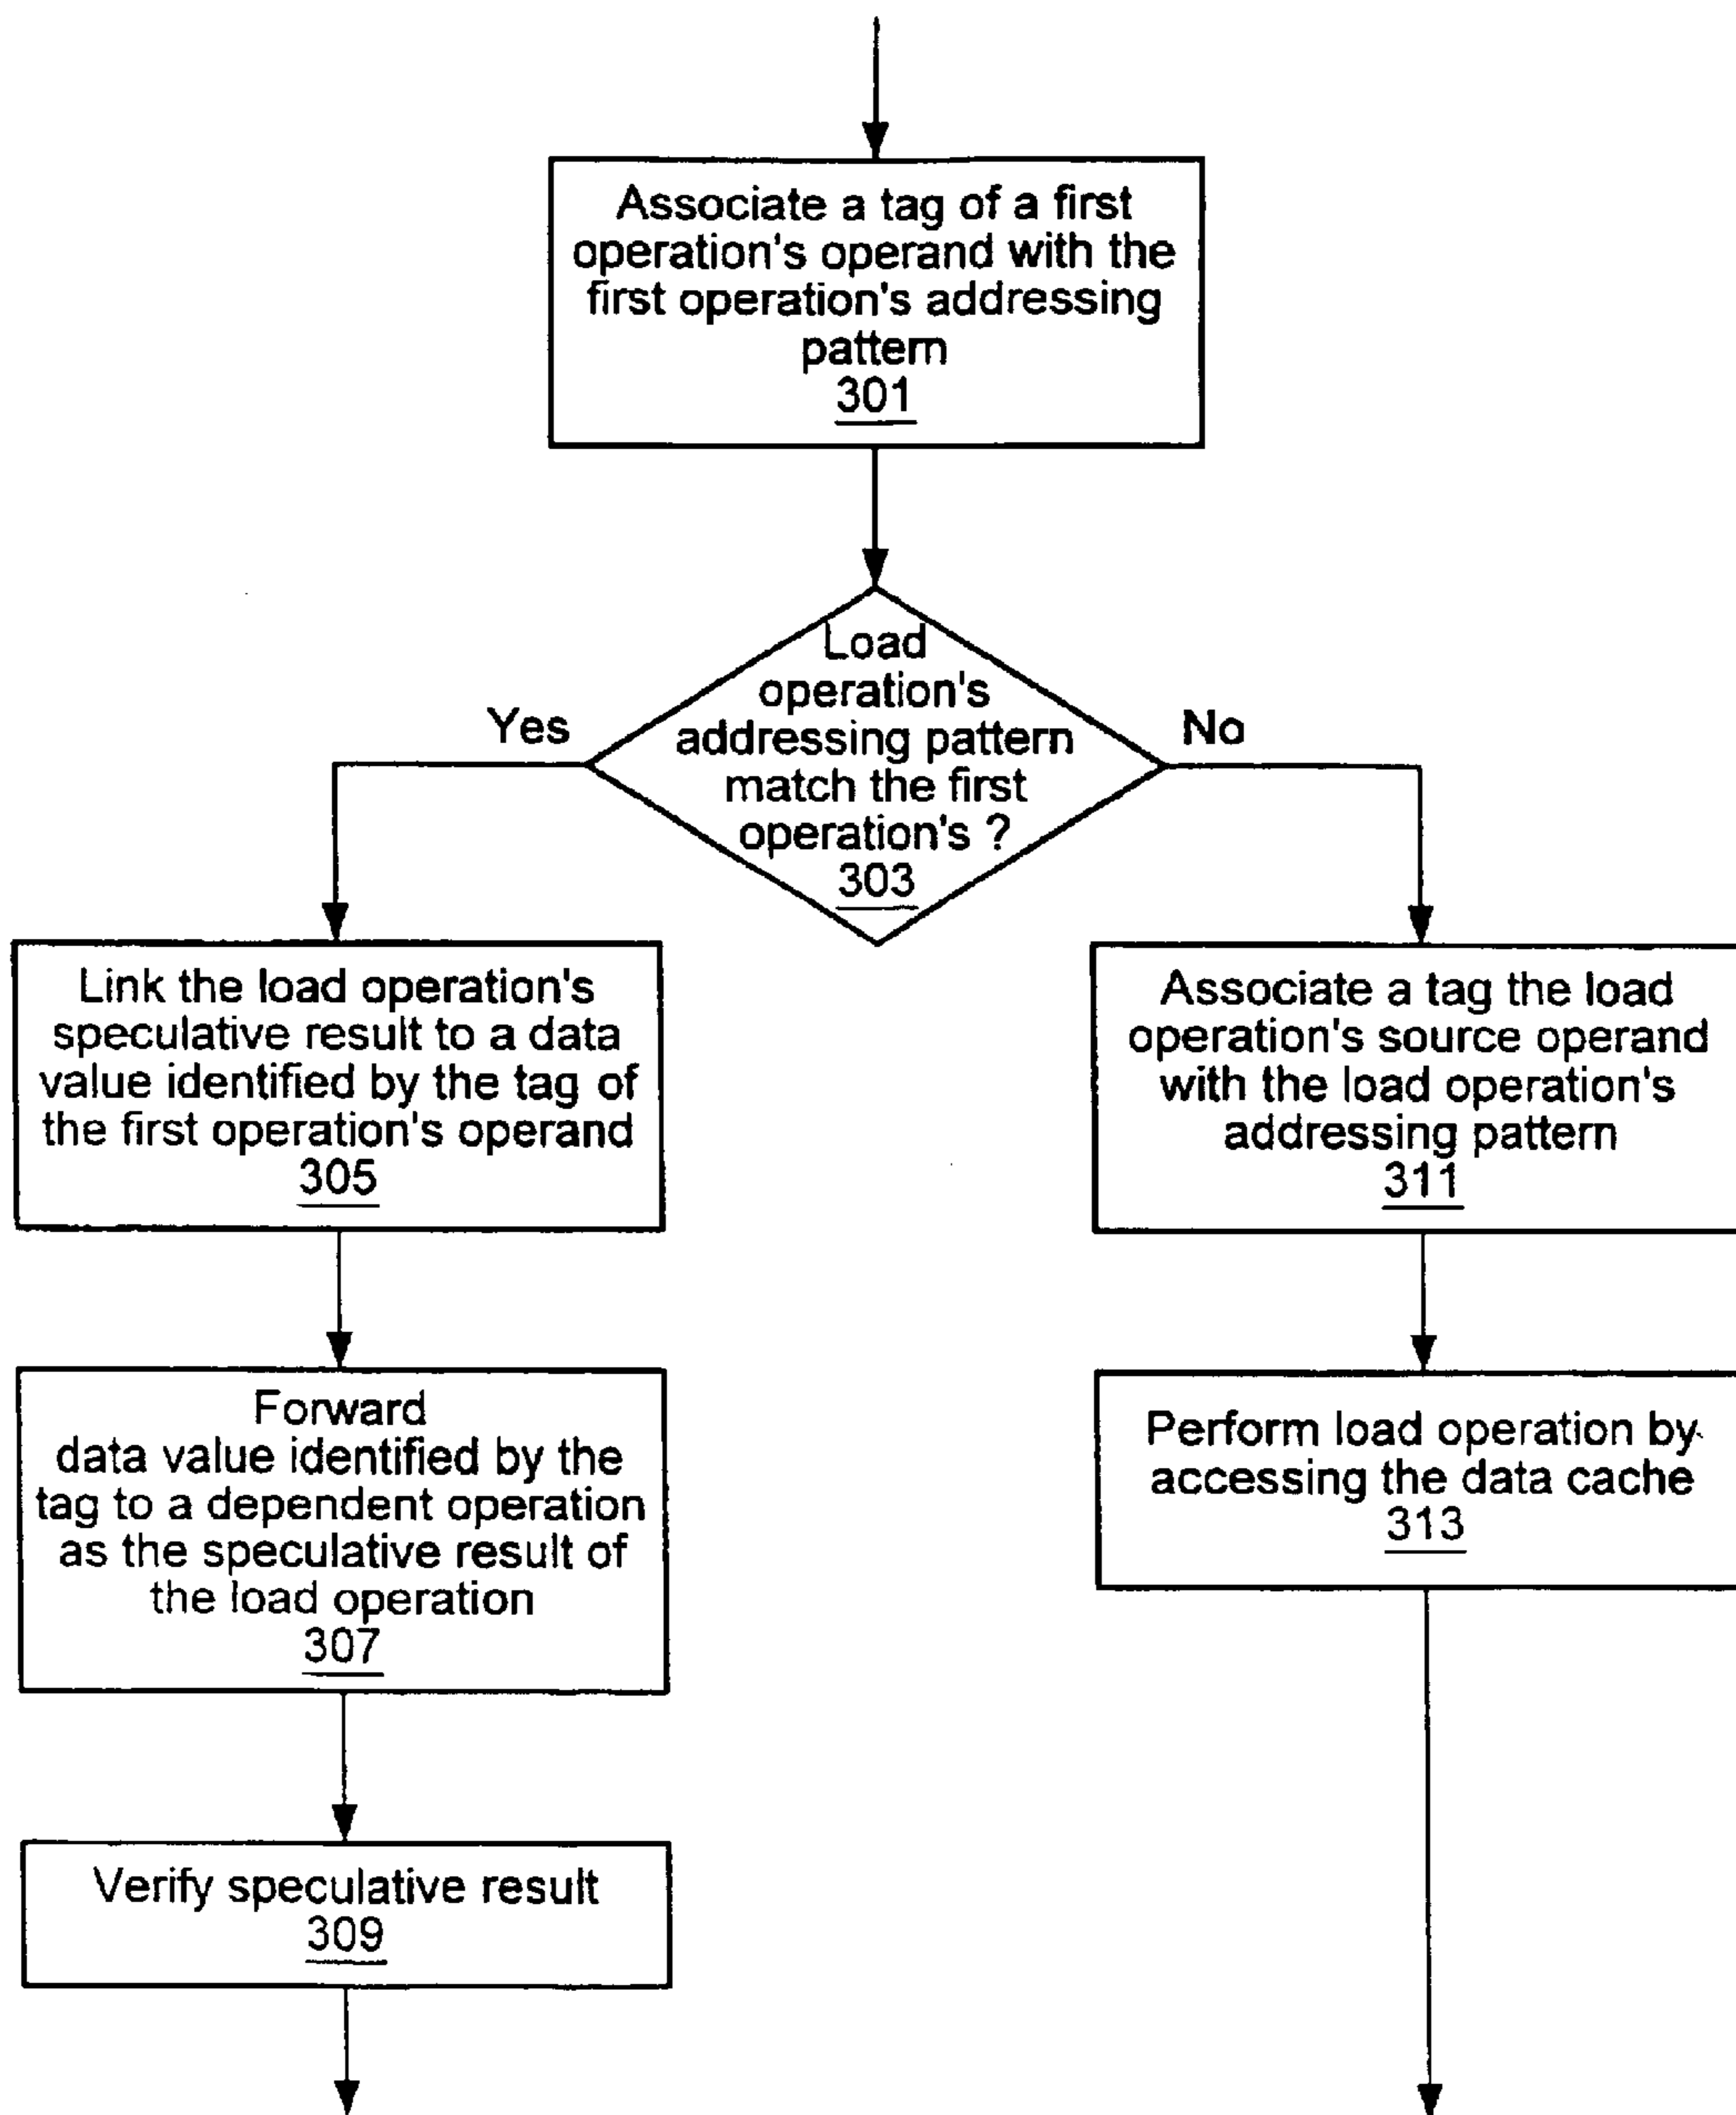 Associate a tag of a first
operation's operand with the
first operation's addressing
pattern
301
Load
operation's
addressing pattern
match the first
operation's ?
303
Yes
No
Link the load operation's
speculative result to a data
value identified by the tag of
the first operation's operand
305
Forward
data value identified by the
tag to a dependent operation
as the speculative result of
the load operation
307
Verify speculative result
309
Associate a tag the load
operation's source operand
with the load operation's
addressing pattern
311
Perform load operation by
accessing the data cache
313